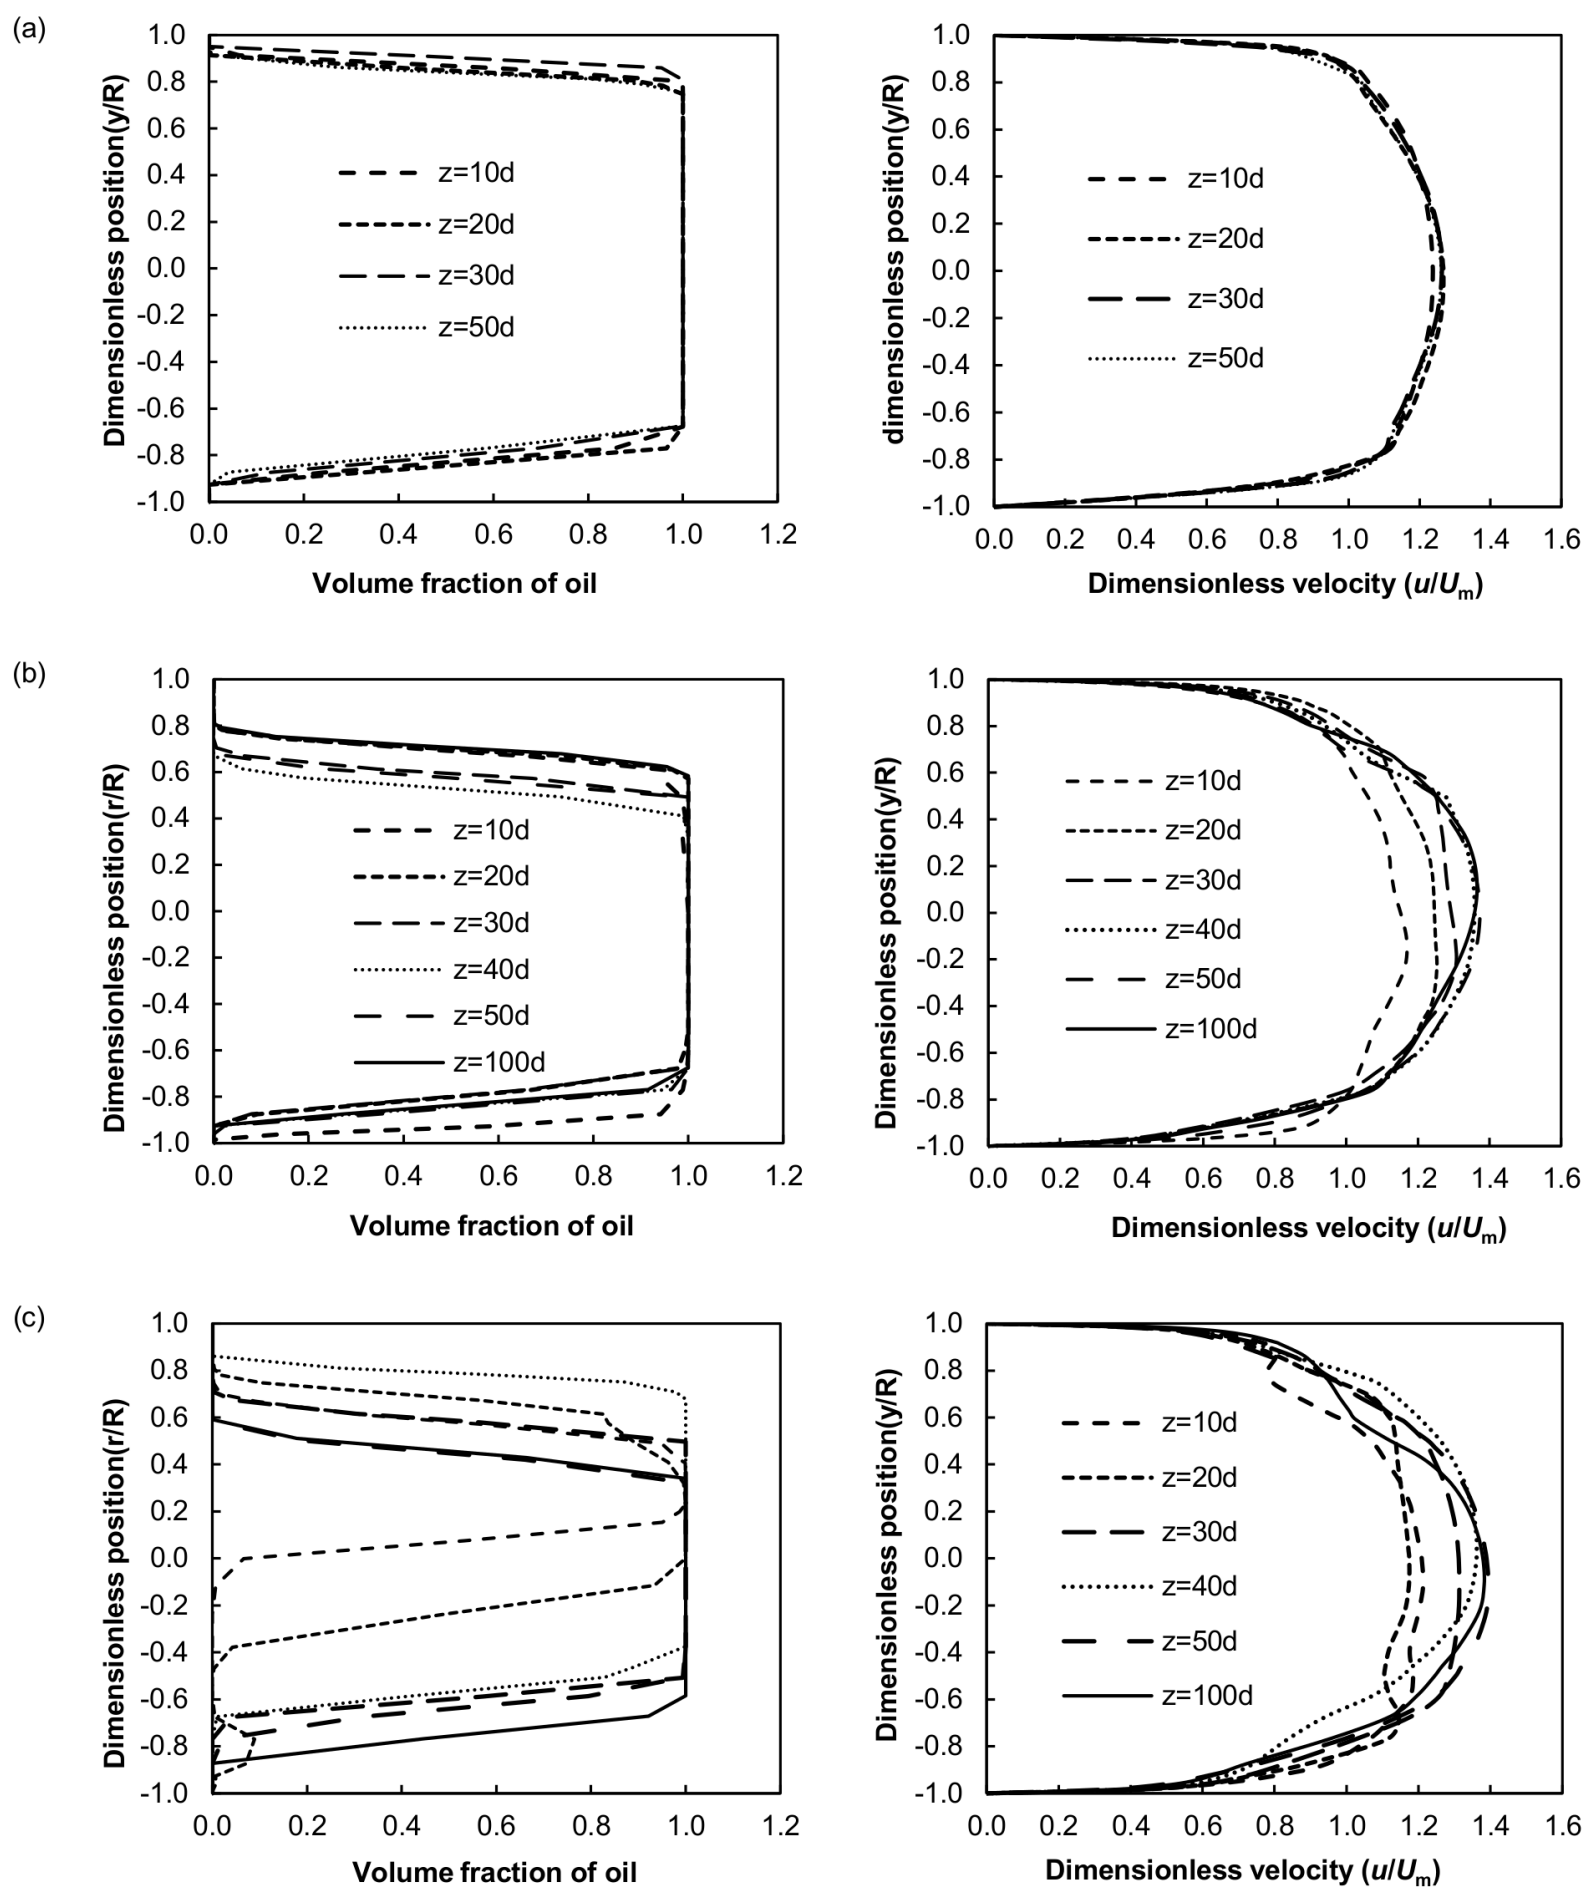 (a)
Dimensionless position(y/R)
1.0
0.8
0.6
0.4
0.2
0.0
-0.2
-0.4
-0.6
-0.8
-1.0
z=10d
z=20d
z=30d
z=50d
0.0 0.2 0.4 0.6 0.8 1.0 1.2
Volume fraction of oil
dimensionless position(y/R)
1.0
0.8
0.6
0.4
0.2
0.0
-0.2
-0.4
-0.6
-0.8
-1.0
z=10d
z=20d
z=30d
z=50d
0.0 0.2 0.4 0.6 0.8 1.0 1.2 1.4 1.6
Dimensionless velocity (u/Um)
(b)
Dimensionless position(r/R)
1.0
0.8
0.6
0.4
0.2
0.0
-0.2
-0.4
-0.6
-0.8
-1.0
z=10d
z=20d
z=30d
z=40d
z=50d
z=100d
0.0 0.2 0.4 0.6 0.8 1.0 1.2
Volume fraction of oil
Dimensionless position(y/R)
1.0
0.8
0.6
0.4
0.2
0.0
-0.2
-0.4
-0.6
-0.8
-1.0
z=10d
z=20d
z=30d
z=40d
z=50d
z=100d
0.0 0.2 0.4 0.6 0.8 1.0 1.2 1.4 1.6
Dimensionless velocity (u/Um)
(c)
Dimensionless position(r/R)
1.0
0.8
0.6
0.4
0.2
0.0
-0.2
-0.4
-0.6
-0.8
-1.0
0.0 0.2 0.4 0.6 0.8 1.0 1.2
Volume fraction of oil
Dimensionless position(y/R)
1.0
0.8
0.6
0.4
0.2
0.0
-0.2
-0.4
-0.6
-0.8
-1.0
z=10d
z=20d
z=30d
z=40d
z=50d
z=100d
0.0 0.2 0.4 0.6 0.8 1.0 1.2 1.4 1.6
Dimensionless velocity (u/Um)